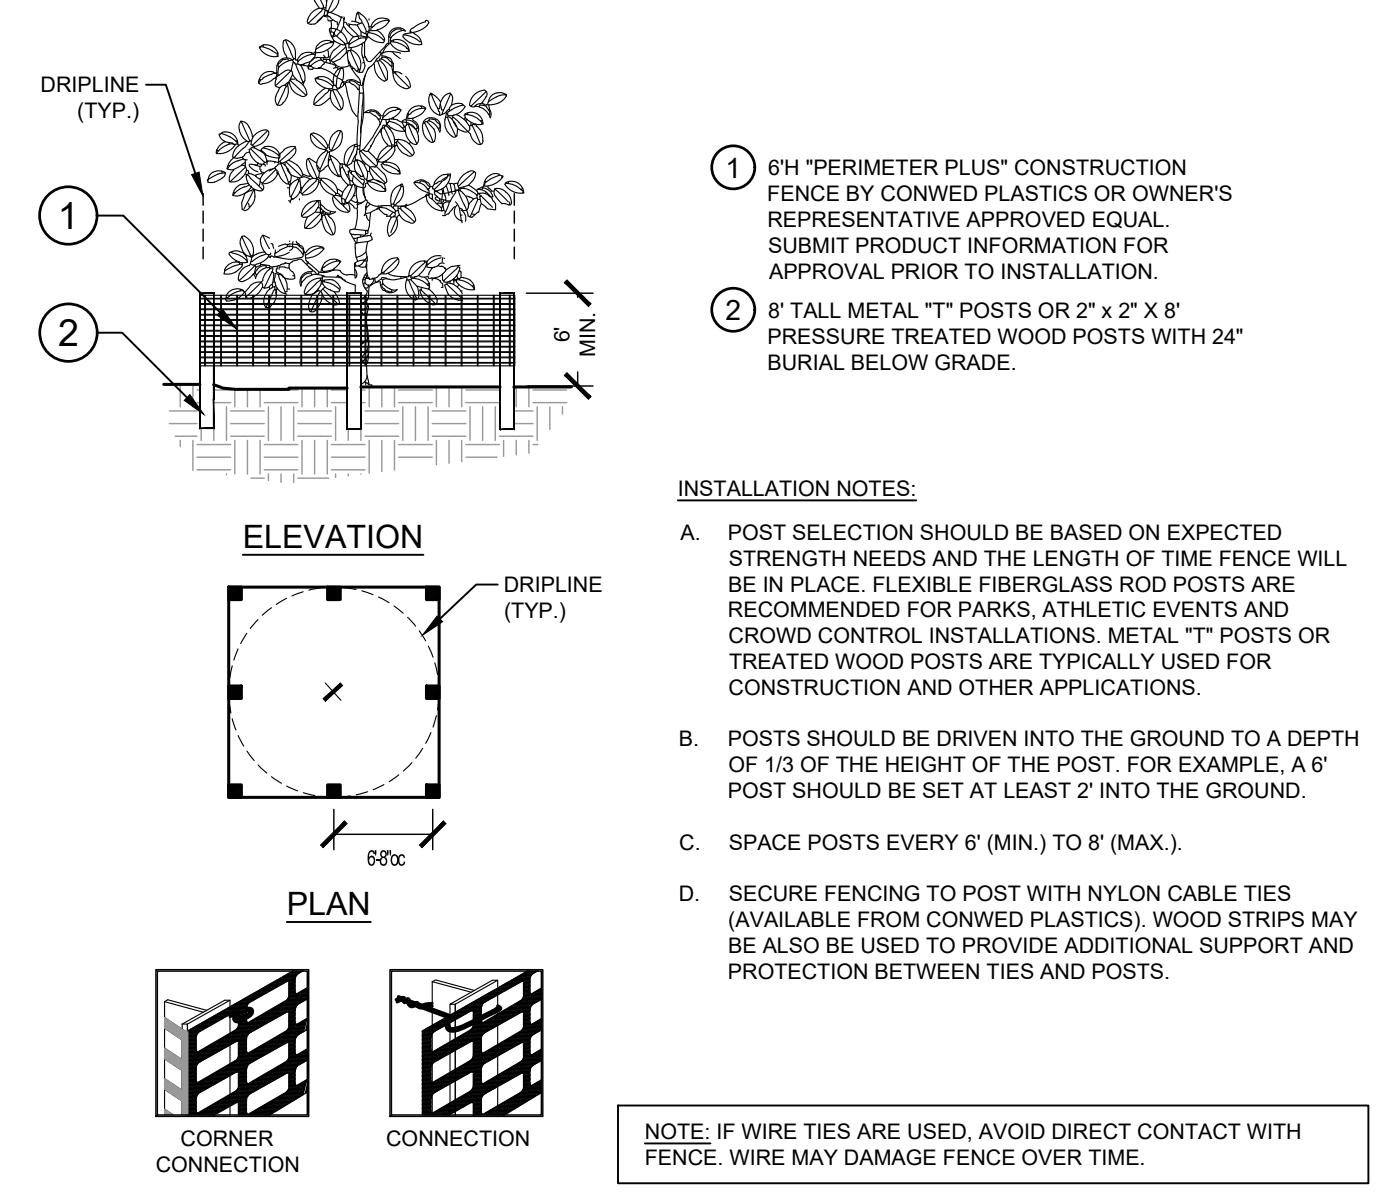 DRIPLINE
(TYP.)
1
2
6'
MIN.
1 6'H "PERIMETER PLUS" CONSTRUCTION
FENCE BY CONWED PLASTICS OR OWNER'S
REPRESENTATIVE APPROVED EQUAL.
SUBMIT PRODUCT INFORMATION FOR
APPROVAL PRIOR TO INSTALLATION.
2 8' TALL METAL "T" POSTS OR 2" x 2" X 8'
PRESSURE TREATED WOOD POSTS WITH 24"
BURIAL BELOW GRADE.
ELEVATION
DRIPLINE
(TYP.)
6'-8"oc
PLAN
CORNER
CONNECTION
CONNECTION
INSTALLATION NOTES:
A. POST SELECTION SHOULD BE BASED ON EXPECTED
STRENGTH NEEDS AND THE LENGTH OF TIME FENCE WILL
BE IN PLACE. FLEXIBLE FIBERGLASS ROD POSTS ARE
RECOMMENDED FOR PARKS, ATHLETIC EVENTS AND
CROWD CONTROL INSTALLATIONS. METAL "T" POSTS OR
TREATED WOOD POSTS ARE TYPICALLY USED FOR
CONSTRUCTION AND OTHER APPLICATIONS.
B. POSTS SHOULD BE DRIVEN INTO THE GROUND TO A DEPTH
OF 1/3 OF THE HEIGHT OF THE POST. FOR EXAMPLE, A 6'
POST SHOULD BE SET AT LEAST 2' INTO THE GROUND.
C. SPACE POSTS EVERY 6' (MIN.) TO 8' (MAX.).
D. SECURE FENCING TO POST WITH NYLON CABLE TIES
(AVAILABLE FROM CONWED PLASTICS). WOOD STRIPS MAY
BE ALSO BE USED TO PROVIDE ADDITIONAL SUPPORT AND
PROTECTION BETWEEN TIES AND POSTS.
NOTE: IF WIRE TIES ARE USED, AVOID DIRECT CONTACT WITH
FENCE. WIRE MAY DAMAGE FENCE OVER TIME.